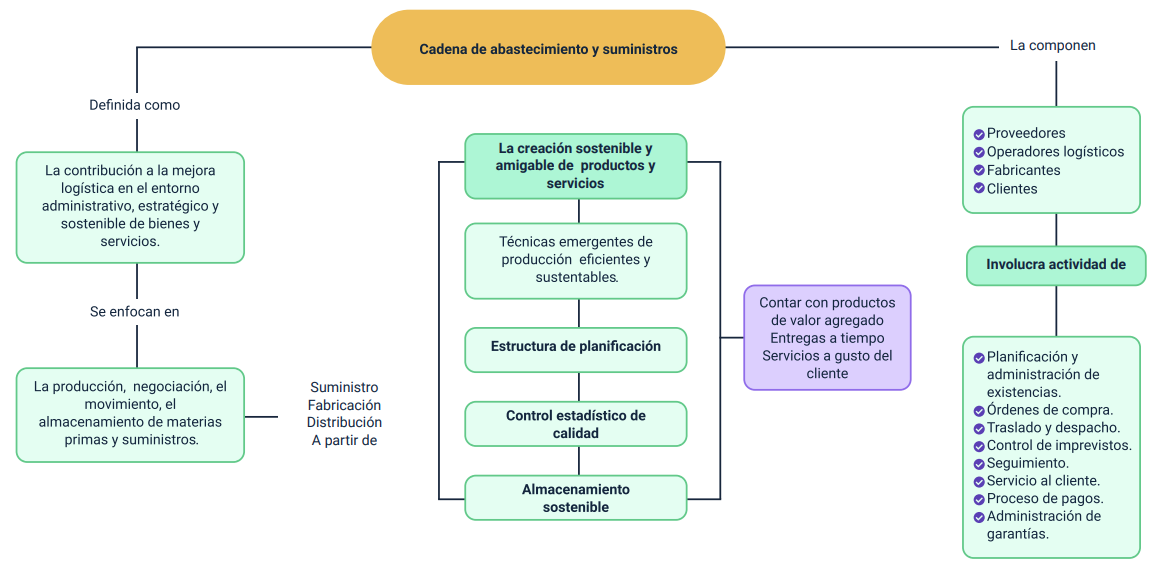 Cadena de abastecimiento y suministros
Definida como
La contribución a la mejora
logística en el entorno
administrativo, estratégico y
sostenible de bienes y
servicios.
Se enfocan en
La producción, negociación, el
movimiento, el
almacenamiento de materias
primas y suministros.
Suministro
Fabricación
Distribución
A partir de
La creación sostenible y
amigable de productos y
servicios
Técnicas emergentes de
producción eficientes y
sustentables.
Estructura de planificación
Control estadístico de
calidad
Almacenamiento
sostenible
Contar con productos
de valor agregado
Entregas a tiempo
Servicios a gusto del
cliente
La componen
Proveedores
Operadores logísticos
Fabricantes
Clientes
Involucra actividad de
Planificación y
administración de
existencias.
Órdenes de compra.
Traslado y despacho.
Control de imprevistos.
Seguimiento.
Servicio al cliente.
Proceso de pagos.
Administración de
garantías.